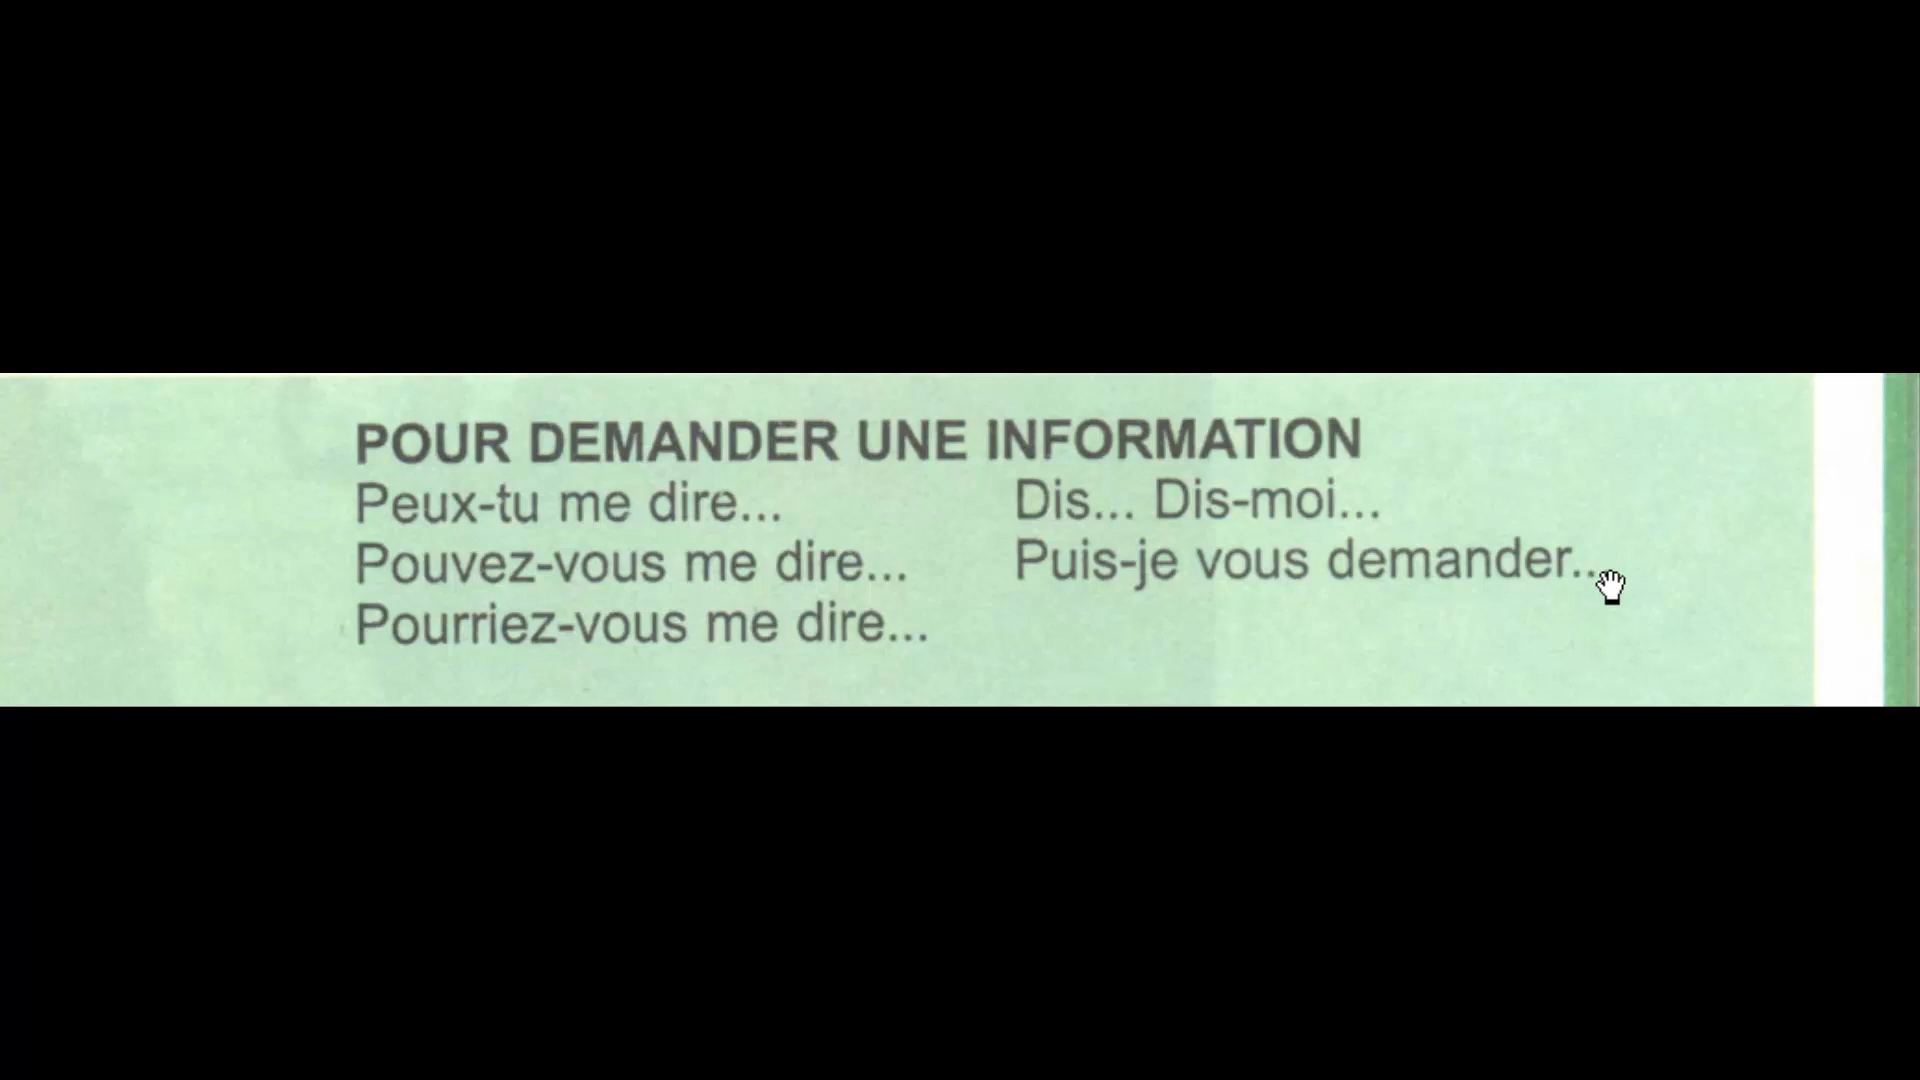 POUR DEMANDER UNE INFORMATION
Peux-tu me dire...
Pouvez-vous me dire...
Pourriez-vous me dire...
Dis... Dis-moi...
Puis-je vous demander...